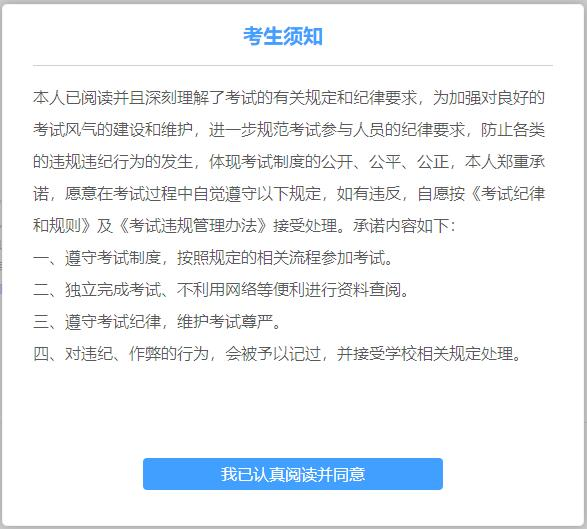 考生须知
本人已阅读并且深刻理解了考试的有关规定和纪律要求，为加强对良好的
考试风气的建设和维护，进一步规范考试参与人员的纪律要求，防止各类
的违规违纪行为的发生，体现考试制度的公开、公平、公正，本人郑重承
诺，愿意在考试过程中自觉遵守以下规定，如有违反，自愿按《考试纪律
和规则》及《考试违规管理办法》接受处理。承诺内容如下：
一、遵守考试制度，按照规定的相关流程参加考试。
二、独立完成考试、不利用网络等便利进行资料查阅。
三、遵守考试纪律，维护考试尊严。
四、对违纪、作弊的行为，会被予以记过，并接受学校相关规定处理。
我已认真阅读并同意